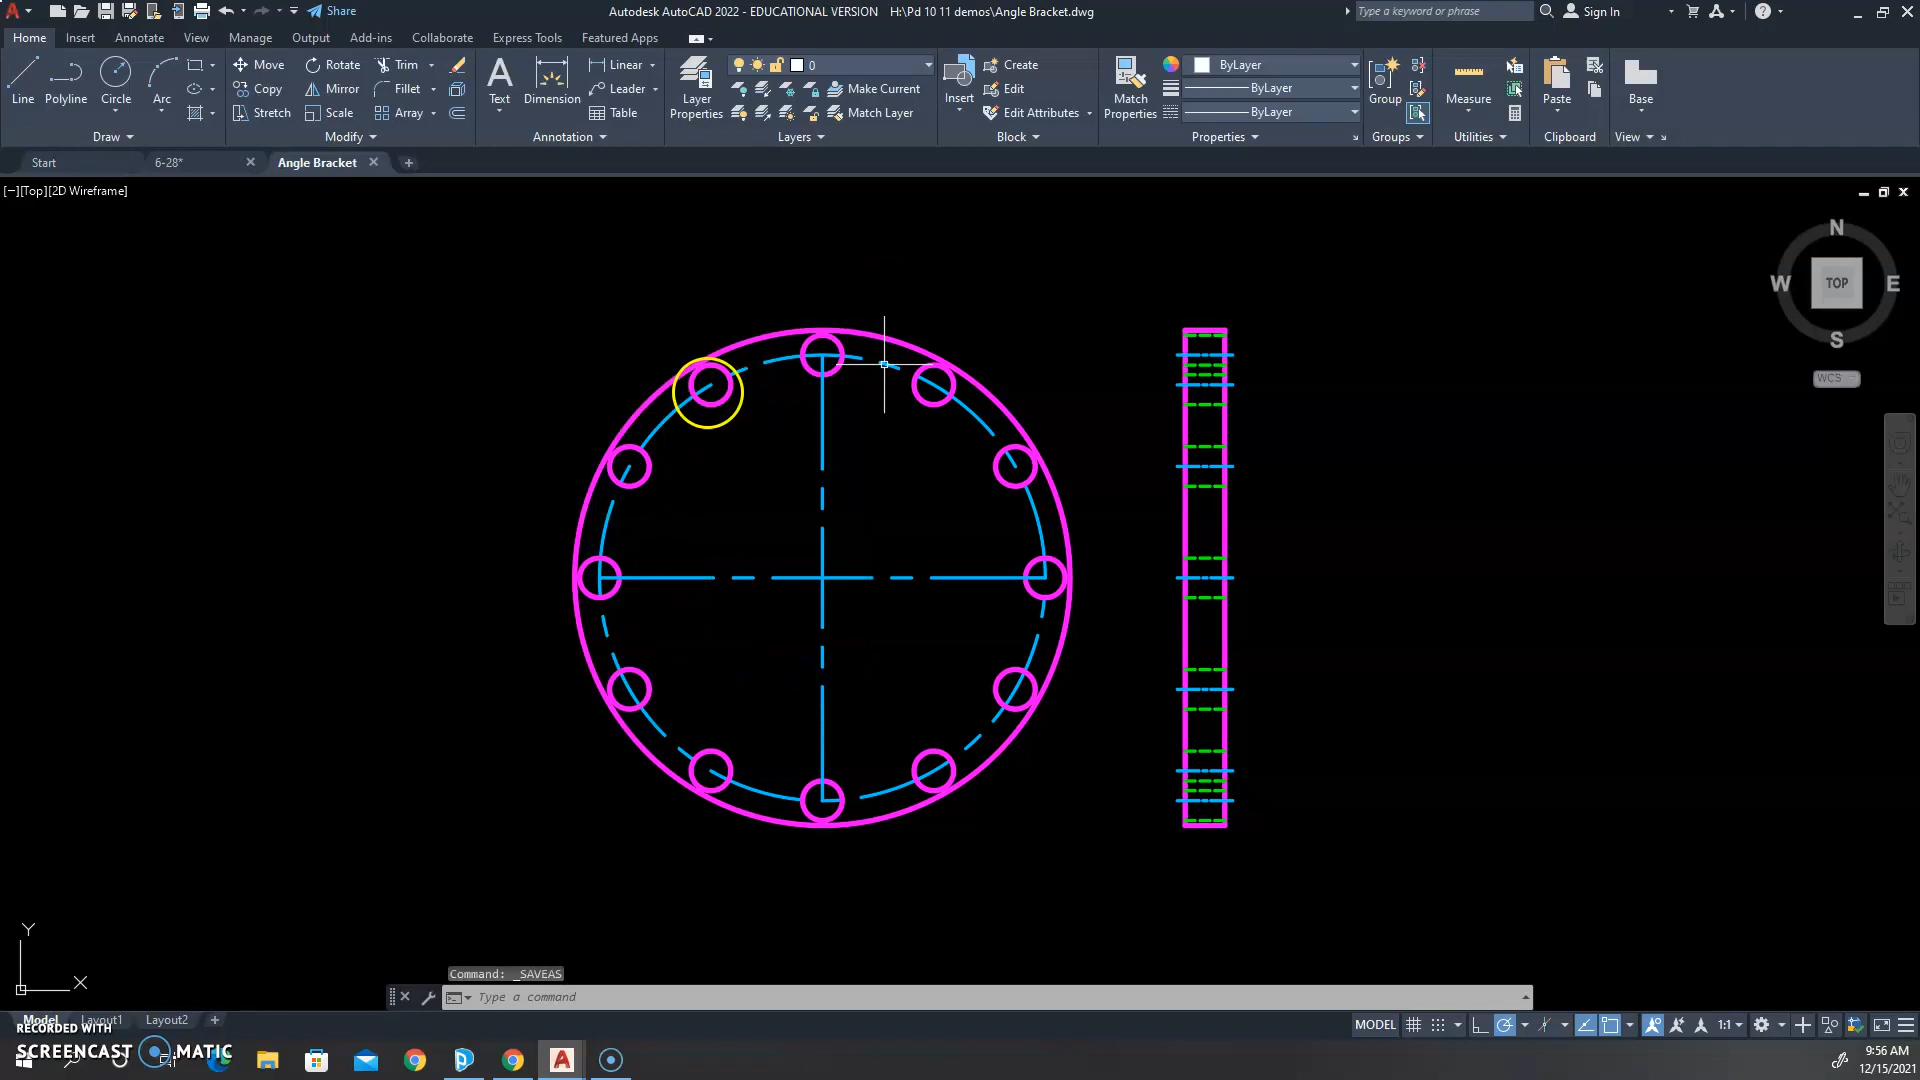 Share
Autodesk AutoCAD 2022 - EDUCATIONAL VERSION H:\Pd 10 11 demos\Angle Bracket.dwg
Type a keyword or phrase
Sign In
Home Insert Annotate View Manage Output Add-ins Collaborate Express Tools Featured Apps
Line Polyline Circle Arc
Move Rotate Trim
Copy Mirror Fillet
Stretch Scale Array
Text Dimension
Linear
Leader
Table
Layer Properties
0
Make Current
Match Layer
Insert
Create
Edit
Edit Attributes
Match Properties
ByLayer
ByLayer
ByLayer
Group
Measure
Paste
Base
Draw Modify Annotation Layers Block Properties Groups Utilities Clipboard View
Start 6-28* Angle Bracket
[−][Top][2D Wireframe]
N
W TOP E
S
WCS
Y
X
Command: _SAVEAS
Type a command
Model Layout1 Layout2
MODEL 1:1
RECORDED WITH
SCREENCAST MATIC
9:56 AM
12/15/2021